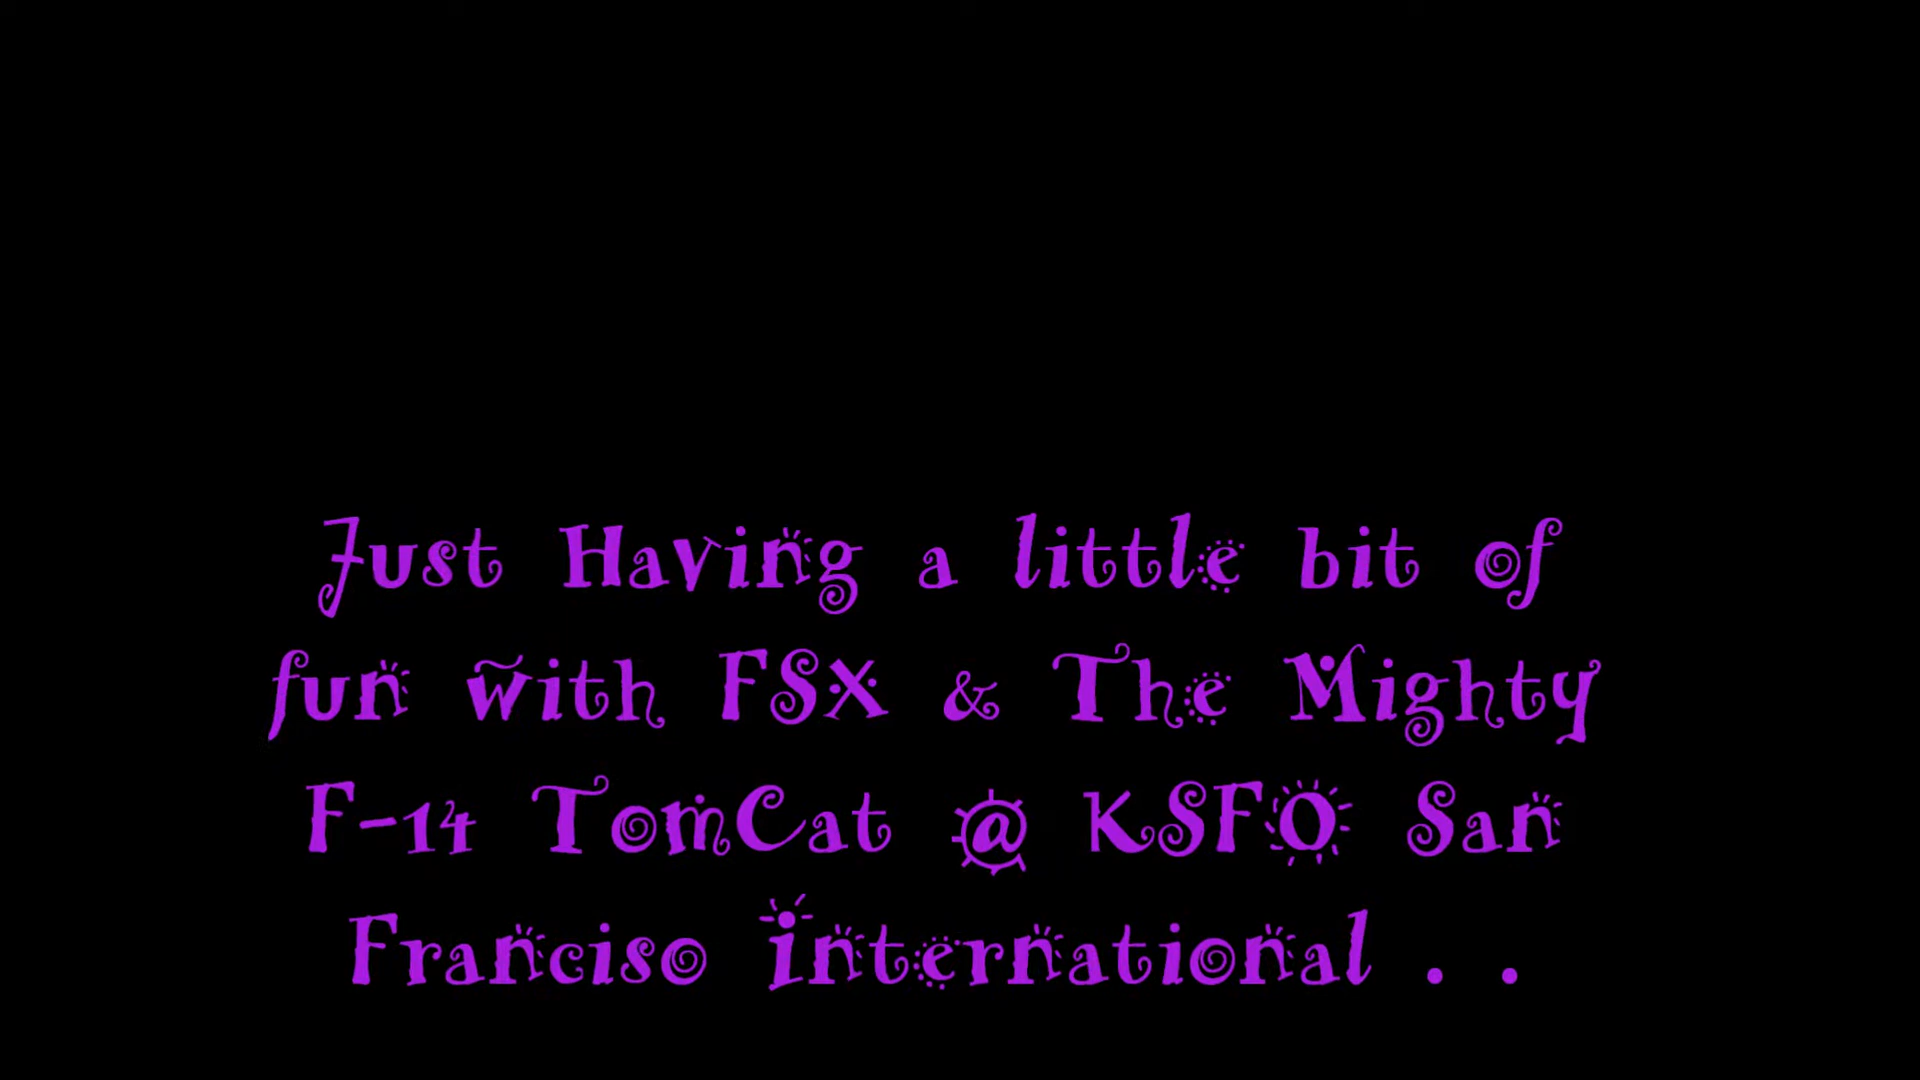 Just Having a little bit of
fun with FSX & The Mighty
F-14 TomCat @ KSFO San
Franciso International . .